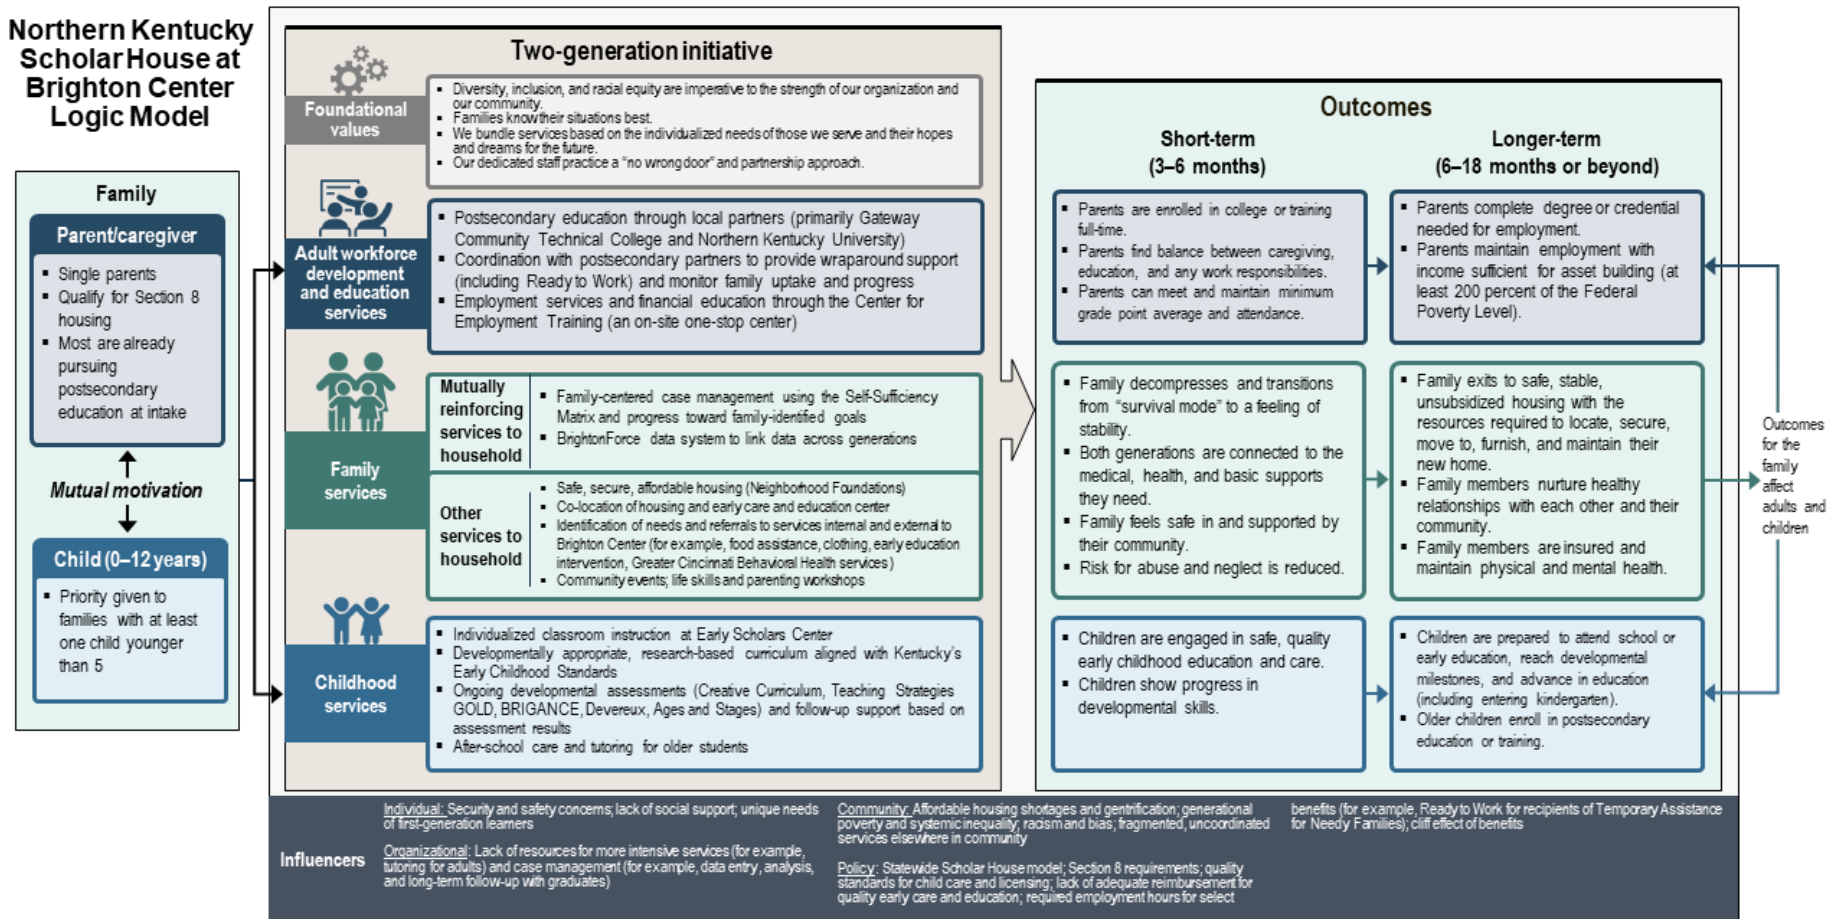 Northern Kentucky
Scholar House at
Brighton Center
Logic Model
Family
Parent/caregiver
▪ Single parents
▪ Qualify for Section 8
housing
▪ Most are already
pursuing
postsecondary
education at intake
Mutual motivation
Child (0–12 years)
▪ Priority given to
families with at least
one child younger
than 5
Two-generation initiative
Foundational
values
▪ Diversity, inclusion, and racial equity are imperative to the strength of our organization and
our community.
▪ Families know their situations best.
▪ We bundle services based on the individualized needs of those we serve and their hopes
and dreams for the future.
▪ Our dedicated staff practice a “no wrong door” and partnership approach.
Adult workforce
development
and education
services
▪ Postsecondary education through local partners (primarily Gateway
Community Technical College and Northern Kentucky University)
▪ Coordination with postsecondary partners to provide wraparound support
(including Ready to Work) and monitor family uptake and progress
▪ Employment services and financial education through the Center for
Employment Training (an on-site one-stop center)
Family
services
Mutually
reinforcing
services to
household
▪ Family-centered case management using the Self-Sufficiency
Matrix and progress toward family-identified goals
▪ BrightonForce data system to link data across generations
Other
services to
household
▪ Safe, secure, affordable housing (Neighborhood Foundations)
▪ Co-location of housing and early care and education center
▪ Identification of needs and referrals to services internal and external to
Brighton Center (for example, food assistance, clothing, early education
intervention, Greater Cincinnati Behavioral Health services)
▪ Community events; life skills and parenting workshops
Childhood
services
▪ Individualized classroom instruction at Early Scholars Center
▪ Developmentally appropriate, research-based curriculum aligned with Kentucky’s
Early Childhood Standards
▪ Ongoing developmental assessments (Creative Curriculum, Teaching Strategies
GOLD, BRIGANCE, Devereux, Ages and Stages) and follow-up support based on
assessment results
▪ After-school care and tutoring for older students
Outcomes
Short-term
(3–6 months)
Longer-term
(6–18 months or beyond)
▪ Parents are enrolled in college or training
full-time.
▪ Parents find balance between caregiving,
education, and any work responsibilities.
▪ Parents can meet and maintain minimum
grade point average and attendance.
▪ Parents complete degree or credential
needed for employment.
▪ Parents maintain employment with
income sufficient for asset building (at
least 200 percent of the Federal
Poverty Level).
▪ Family decompresses and transitions
from “survival mode” to a feeling of
stability.
▪ Both generations are connected to the
medical, health, and basic supports
they need.
▪ Family feels safe in and supported by
their community.
▪ Risk for abuse and neglect is reduced.
▪ Family exits to safe, stable,
unsubsidized housing with the
resources required to locate, secure,
move to, furnish, and maintain their
new home.
▪ Family members nurture healthy
relationships with each other and their
community.
▪ Family members are insured and
maintain physical and mental health.
▪ Children are engaged in safe, quality
early childhood education and care.
▪ Children show progress in
developmental skills.
▪ Children are prepared to attend school or
early education, reach developmental
milestones, and advance in education
(including entering kindergarten).
▪ Older children enroll in postsecondary
education or training.
Outcomes
for the
family
affect
adults and
children
Influencers
Individual: Security and safety concerns; lack of social support; unique needs
of first-generation learners
Organizational: Lack of resources for more intensive services (for example,
tutoring for adults) and case management (for example, data entry, analysis,
and long-term follow-up with graduates)
Community: Affordable housing shortages and gentrification; generational
poverty and systemic inequality; racism and bias; fragmented, uncoordinated
services elsewhere in community
Policy: Statewide Scholar House model; Section 8 requirements; quality
standards for child care and licensing; lack of adequate reimbursement for
quality early care and education; required employment hours for select
benefits (for example, Ready to Work for recipients of Temporary Assistance
for Needy Families); cliff effect of benefits